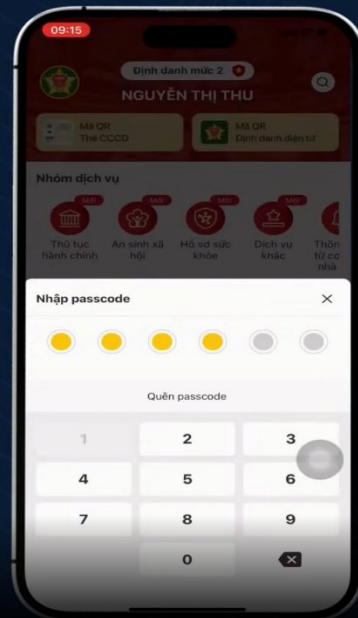 09:15
Định danh mức 2
NGUYỄN THỊ THU
Mã QR
Thẻ CCCD
Mã QR
Định danh điện tử
Nhóm dịch vụ
Mới
Mới
Mới
Mới
Thủ tục
hành chính
An sinh xã
hội
Hồ sơ sức
khỏe
Dịch vụ
khác
Nhập passcode
Quên passcode
1
2
3
4
5
6
7
8
9
0